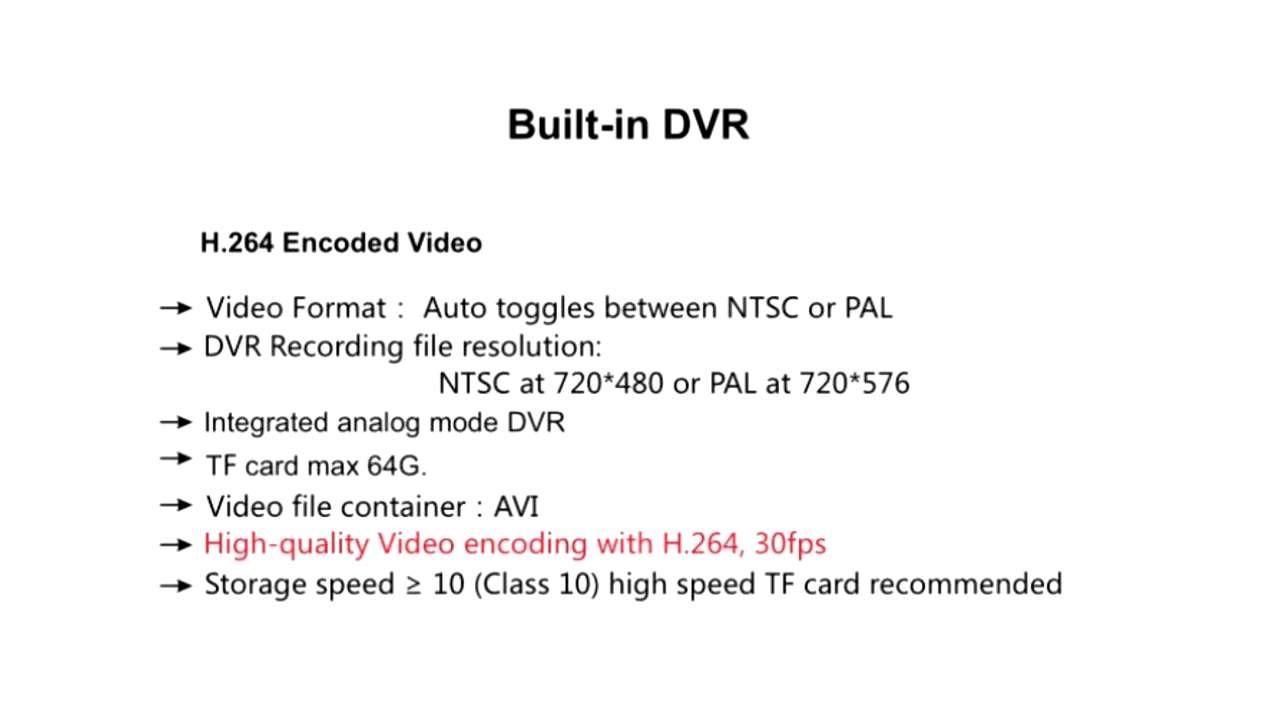 Built-in DVR
H.264 Encoded Video
→ Video Format : Auto toggles between NTSC or PAL
→ DVR Recording file resolution:
NTSC at 720*480 or PAL at 720*576
→ Integrated analog mode DVR
→ TF card max 64G.
→ Video file container : AVI
→ High-quality Video encoding with H.264, 30fps
→ Storage speed ≥ 10 (Class 10) high speed TF card recommended